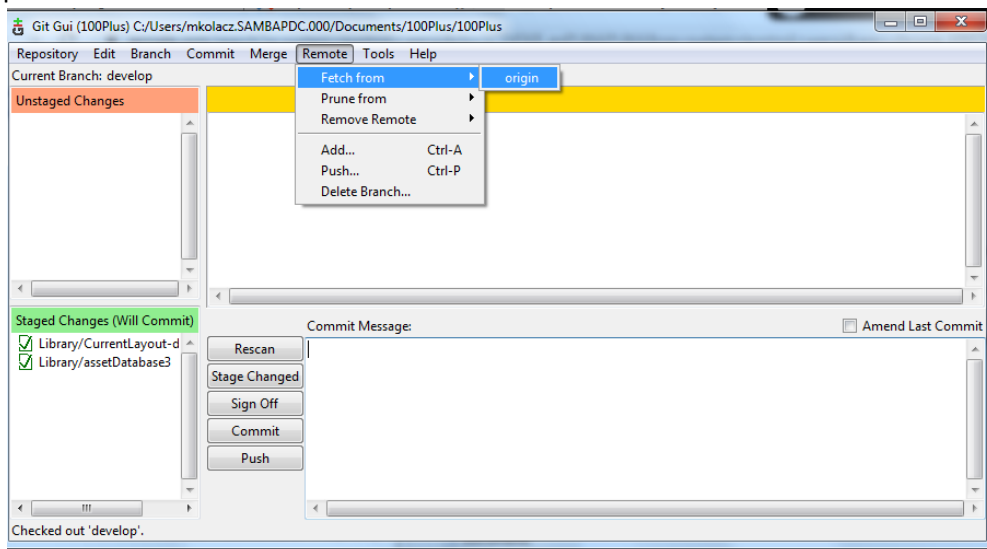 Git Gui (100Plus) C:/Users/mkolacz.SAMBAPDC.000/Documents/100Plus/100Plus
Repository Edit Branch Commit Merge Remote Tools Help
Current Branch: develop
Fetch from origin
Unstaged Changes
Prune from
Remove Remote
Add... Ctrl-A
Push... Ctrl-P
Delete Branch...
Staged Changes (Will Commit)
Commit Message:
Amend Last Commit
Library/CurrentLayout-d
Library/assetDatabase3
Rescan
Stage Changed
Sign Off
Commit
Push
Checked out 'develop'.